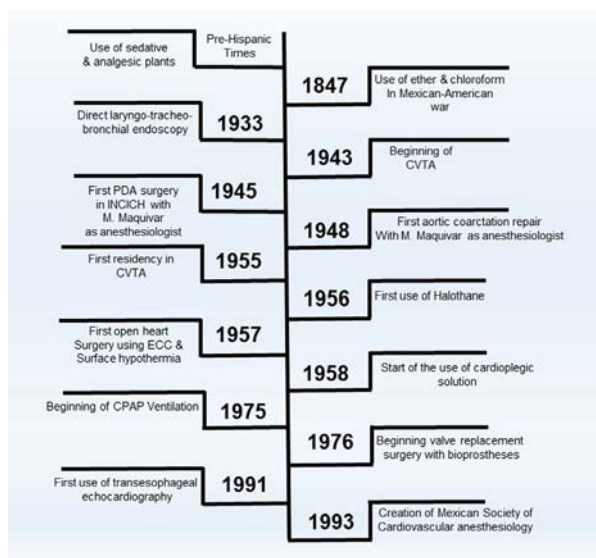 Use of sedative
& analgesic plants
Pre-Hispanic
Times
1847
Use of ether & chloroform
In Mexican-American
war
Direct laryngo-tracheo-
bronchial endoscopy
1933
1943
Beginning of
CVTA
First PDA surgery
in INCICH with
M. Maquivar
as anesthesiologist
1945
1948
First aortic coarctation repair
With M. Maquivar as anesthesiologist
First residency in
CVTA
1955
1956
First use of Halothane
First open heart
Surgery using ECC &
Surface hypothermia
1957
1958
Start of the use of cardioplegic
solution
Beginning of CPAP Ventilation
1975
1976
Beginning valve replacement
surgery with bioprostheses
First use of transesophageal
echocardiography
1991
1993
Creation of Mexican Society of
Cardiovascular anesthesiology